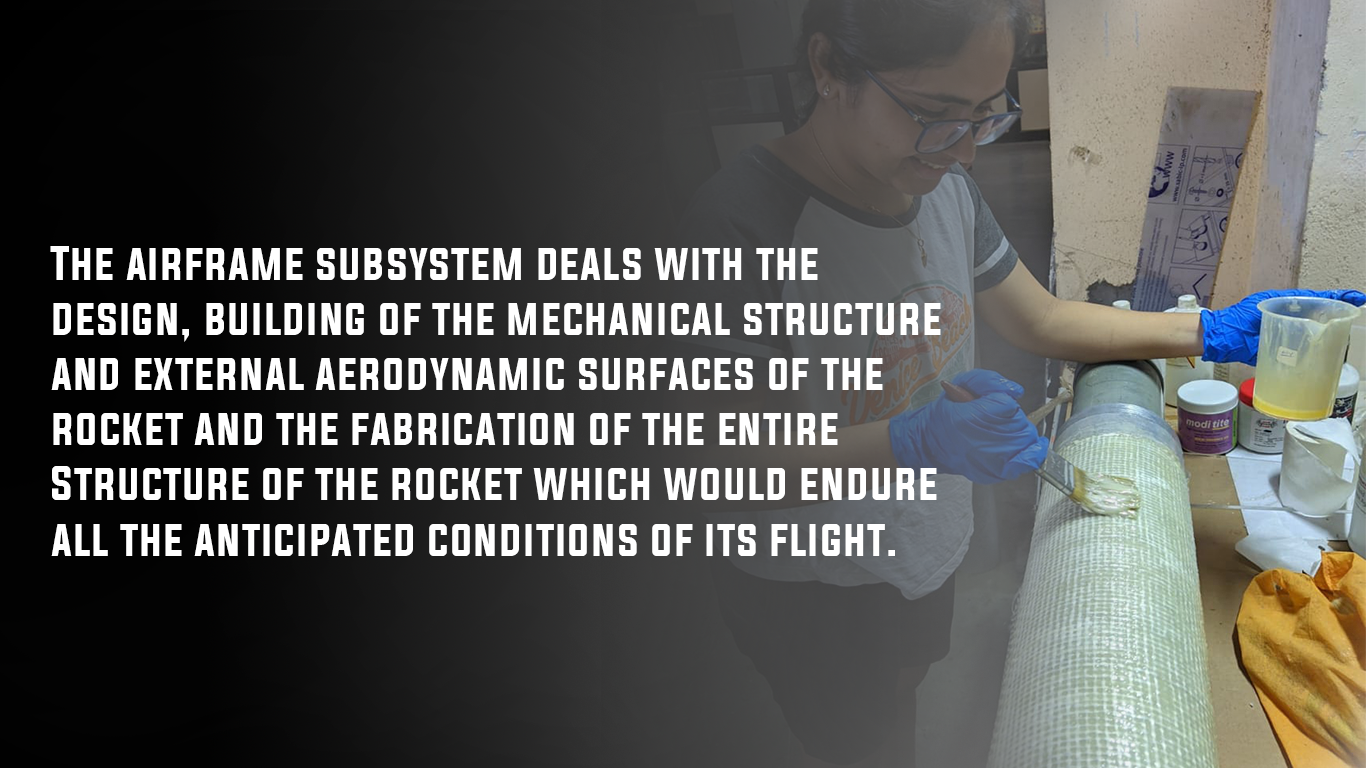 The airframe subsystem deals with the
design, building of the mechanical structure
and external aerodynamic surfaces of the
rocket and the fabrication of the entire
Structure of the rocket which would endure
all the anticipated conditions of its flight.
modi tite